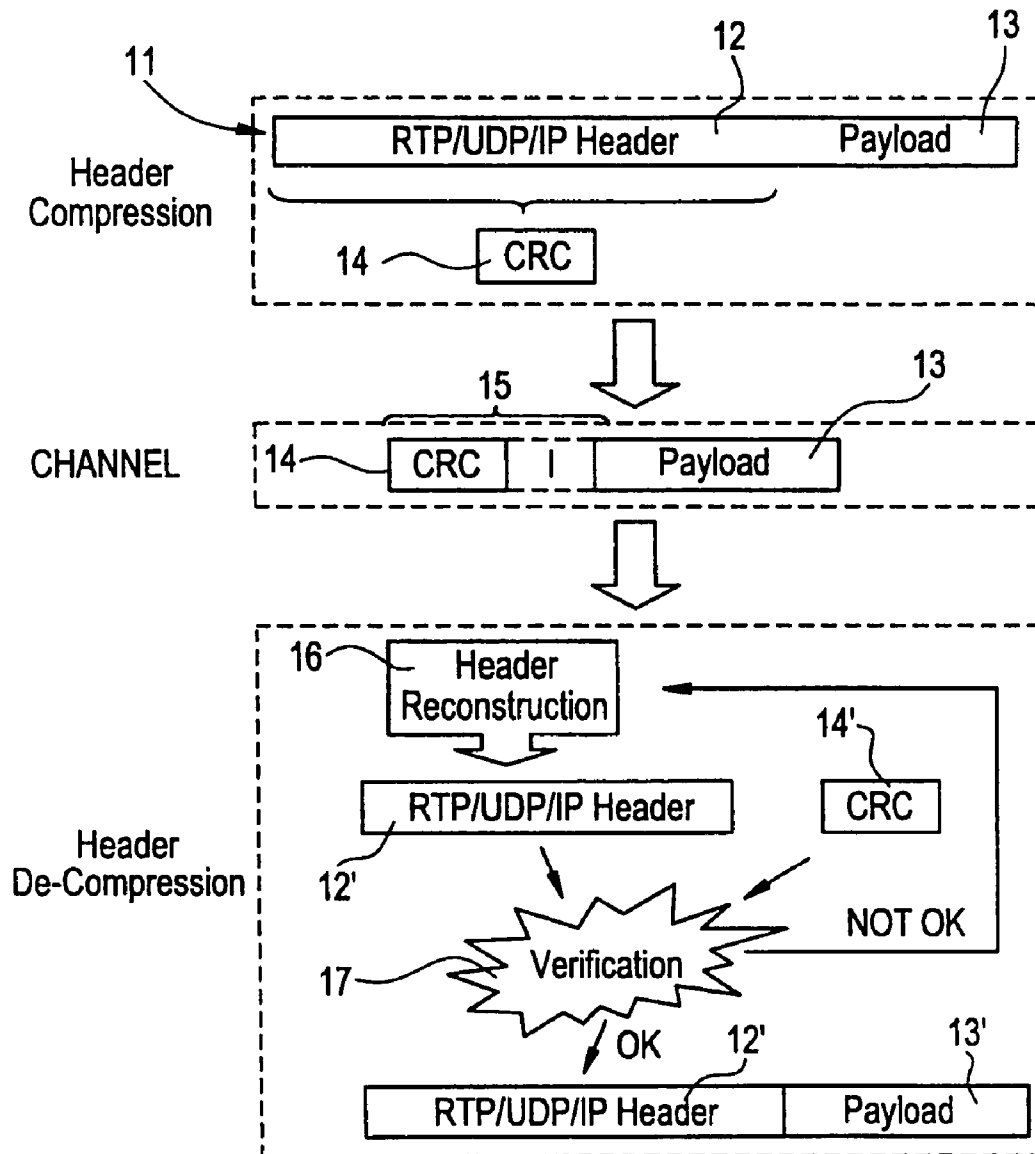 13
12
11
RTP/UDP/IP Header Payload
Header
Compression
14 CRC
15
13
CHANNEL
14 CRC I Payload
16 Header
Reconstruction
14'
RTP/UDP/IP Header CRC
12'
Header
De-Compression
NOT OK
Verification
17
OK
12'
13'
RTP/UDP/IP Header Payload